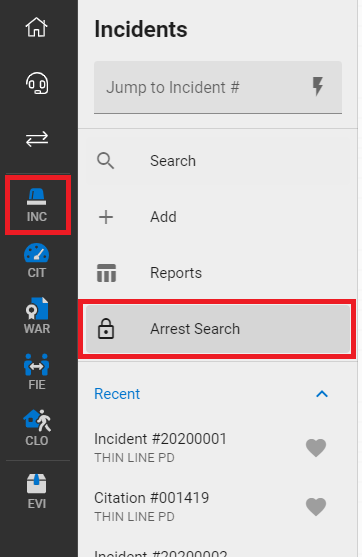 Incidents
Jump to Incident #
Search
Add
Reports
Arrest Search
Recent
Incident #20200001
THIN LINE PD
Citation #001419
THIN LINE PD
Incident #20200002
INC
CIT
WAR
FIE
CLO
EVI